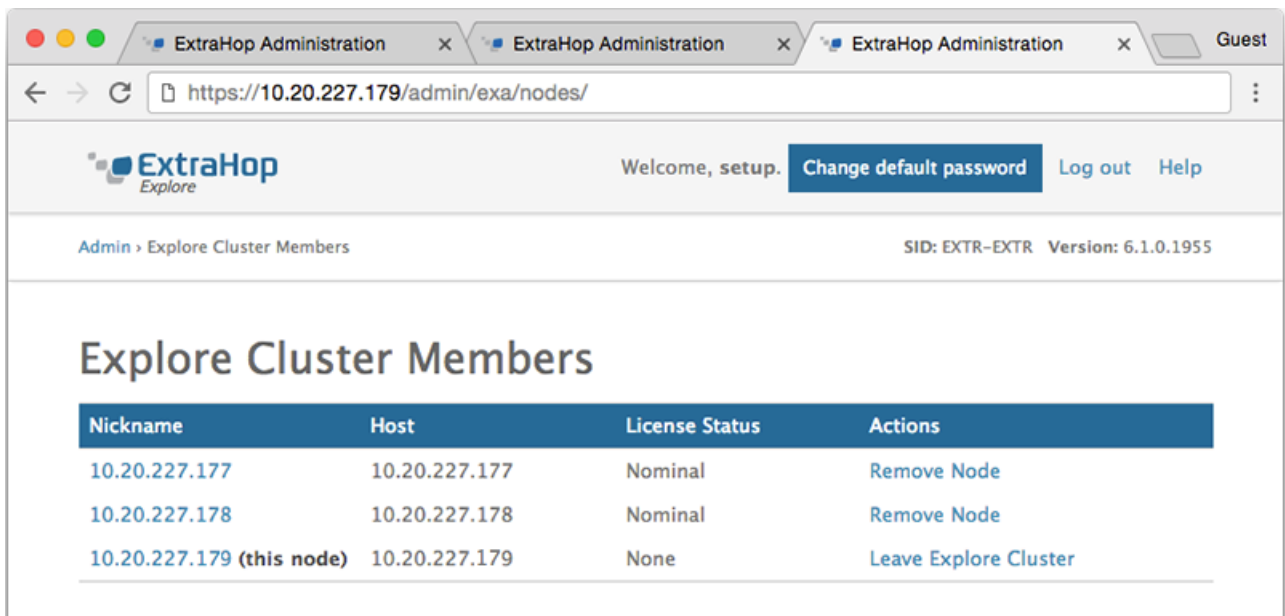 ExtraHop Administration ExtraHop Administration ExtraHop Administration Guest
https://10.20.227.179/admin/exa/nodes/
ExtraHop Welcome, setup. Change default password Log out Help
Explore
Admin › Explore Cluster Members SID: EXTR-EXTR Version: 6.1.0.1955
Explore Cluster Members
Nickname Host License Status Actions
10.20.227.177 10.20.227.177 Nominal Remove Node
10.20.227.178 10.20.227.178 Nominal Remove Node
10.20.227.179 (this node) 10.20.227.179 None Leave Explore Cluster